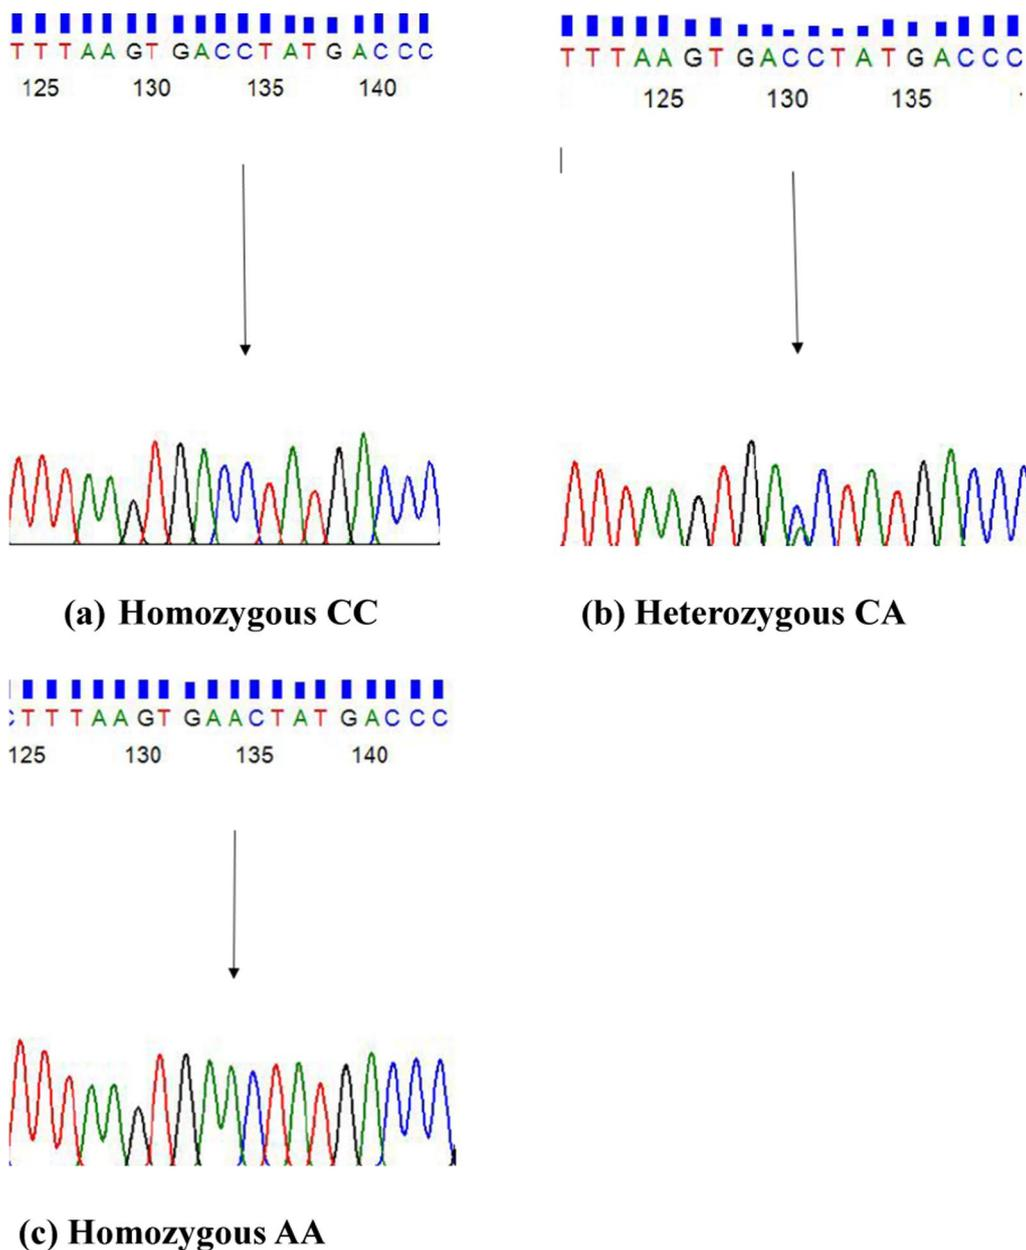 TTTAAGTGACCTATGACCC
125 130 135 140
TTTAAGTGACCTATGACCC
125 130 135
(a) Homozygous CC
(b) Heterozygous CA
CTTTAAGTGAACTATGACCC
125 130 135 140
(c) Homozygous AA